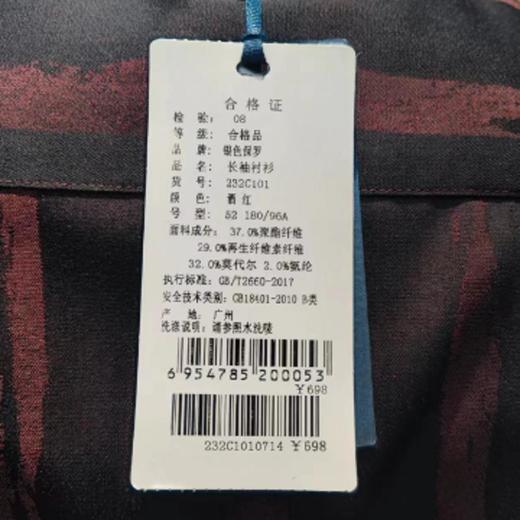 合格证
检 验: 08
等 级: 合格品
品 牌: 银色保罗
品 名: 长袖衬衫
货 号: 232C101
颜 色: 酒 红
号 型: 52 180/96A
面料成分: 37.0%聚酯纤维
29.0%再生纤维素纤维
32.0%莫代尔 2.0%氨纶
执行标准: GB/T2660-2017
安全技术类别: GB18401-2010 B类
产 地: 广州
洗涤说明: 请参照水洗唛
6 954785 200053
¥698
232C1010714 ¥698